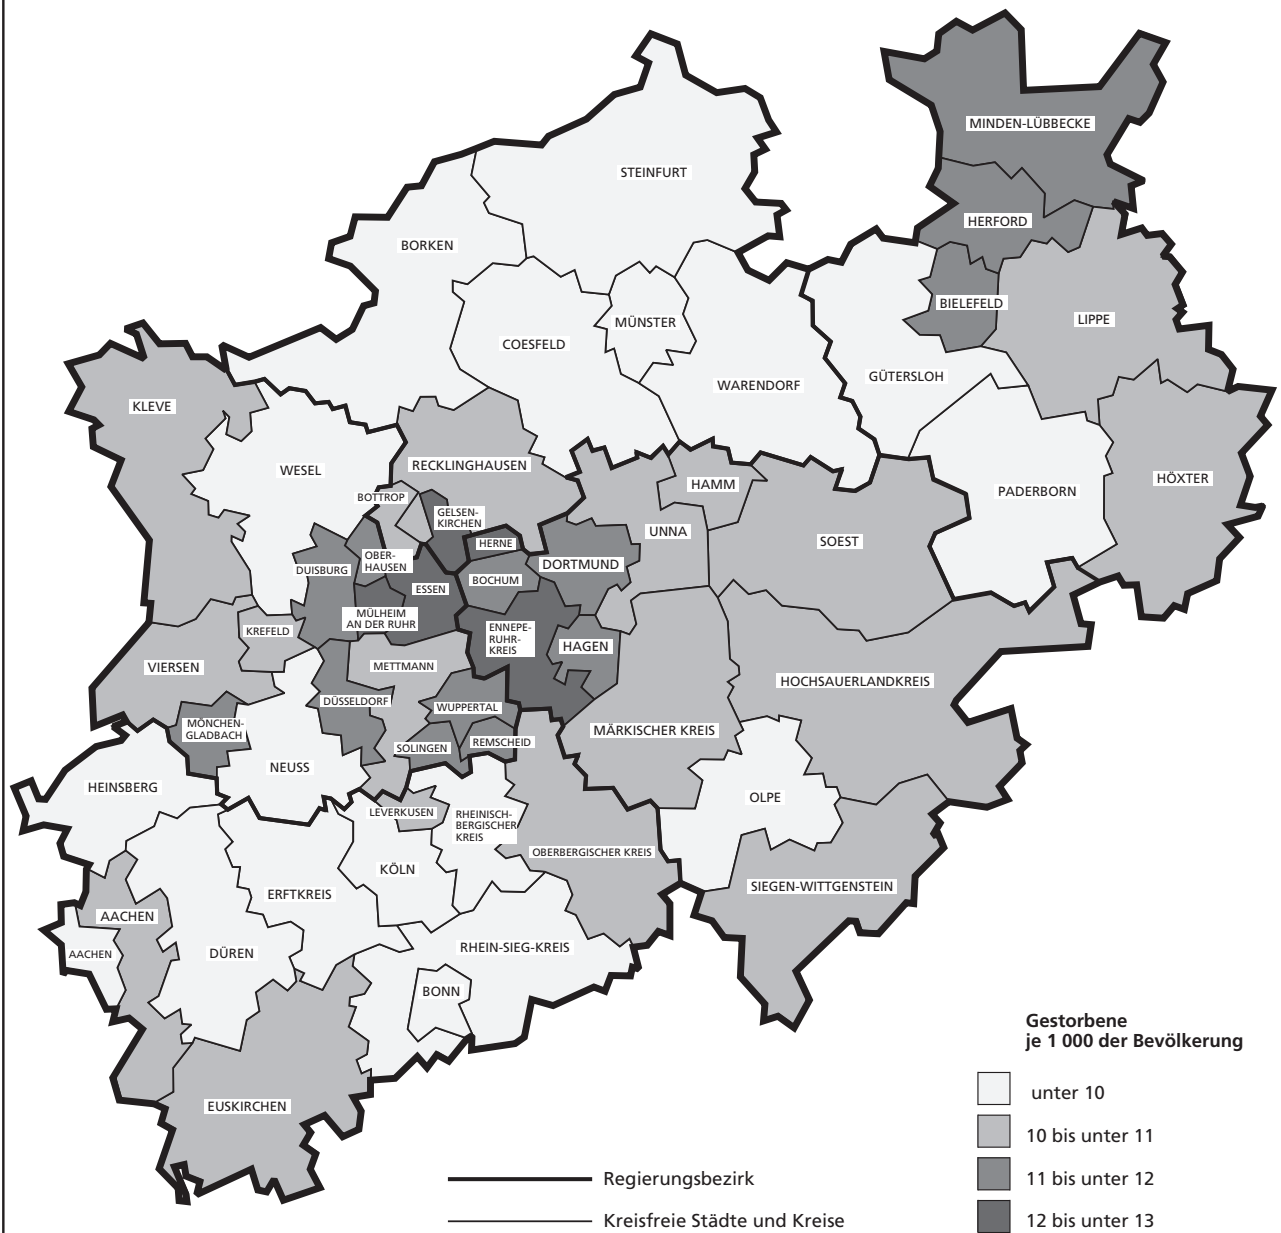 MINDEN-LÜBBECKE
STEINFURT
HERFORD
BORKEN
BIELEFELD
LIPPE
MÜNSTER
COESFELD
GÜTERSLOH
WARENDORF
KLEVE
RECKLINGHAUSEN
WESEL
HÖXTER
HAMM
PADERBORN
BOTTROP
GELSEN-
KIRCHEN
UNNA
SOEST
HERNE
OBER-
HAUSEN
DORTMUND
DUISBURG
BOCHUM
ESSEN
MÜLHEIM
AN DER RUHR
KREFELD
ENNEPE-
RUHR-
KREIS
HAGEN
VIERSEN
METTMANN
HOCHSAUERLANDKREIS
DÜSSELDORF
WUPPERTAL
MÖNCHEN-
GLADBACH
MÄRKISCHER KREIS
SOLINGEN
REMSCHEID
NEUSS
HEINSBERG
OLPE
LEVERKUSEN
RHEINISCH-
BERGISCHER
KREIS
OBERBERGISCHER KREIS
KÖLN
SIEGEN-WITTGENSTEIN
ERFTKREIS
AACHEN
RHEIN-SIEG-KREIS
AACHEN
DÜREN
BONN
EUSKIRCHEN
Gestorbene
je 1 000 der Bevölkerung
unter 10
10 bis unter 11
11 bis unter 12
12 bis unter 13
Regierungsbezirk
Kreisfreie Städte und Kreise